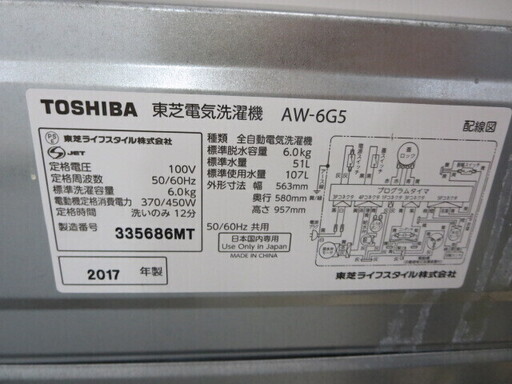 TOSHIBA 東芝電気洗濯機 AW-6G5
配線図
東芝ライフスタイル株式会社
JET
定格電圧 100V
定格周波数 50/60Hz
標準洗濯容量 6.0kg
電動機定格消費電力 370/450W
定格時間 洗いのみ 12分
製造番号
335686MT
2017 年製
種類 全自動電気洗濯機
標準脱水容量 6.0kg
標準水量 51L
標準使用水量 107L
外形寸法 幅 563mm
奥行 580mm
高さ 957mm
50/60Hz 共用
日本国内専用
Use Only in Japan
MADE IN CHINA
ロック
プログラムタイマ
東芝ライフスタイル株式会社